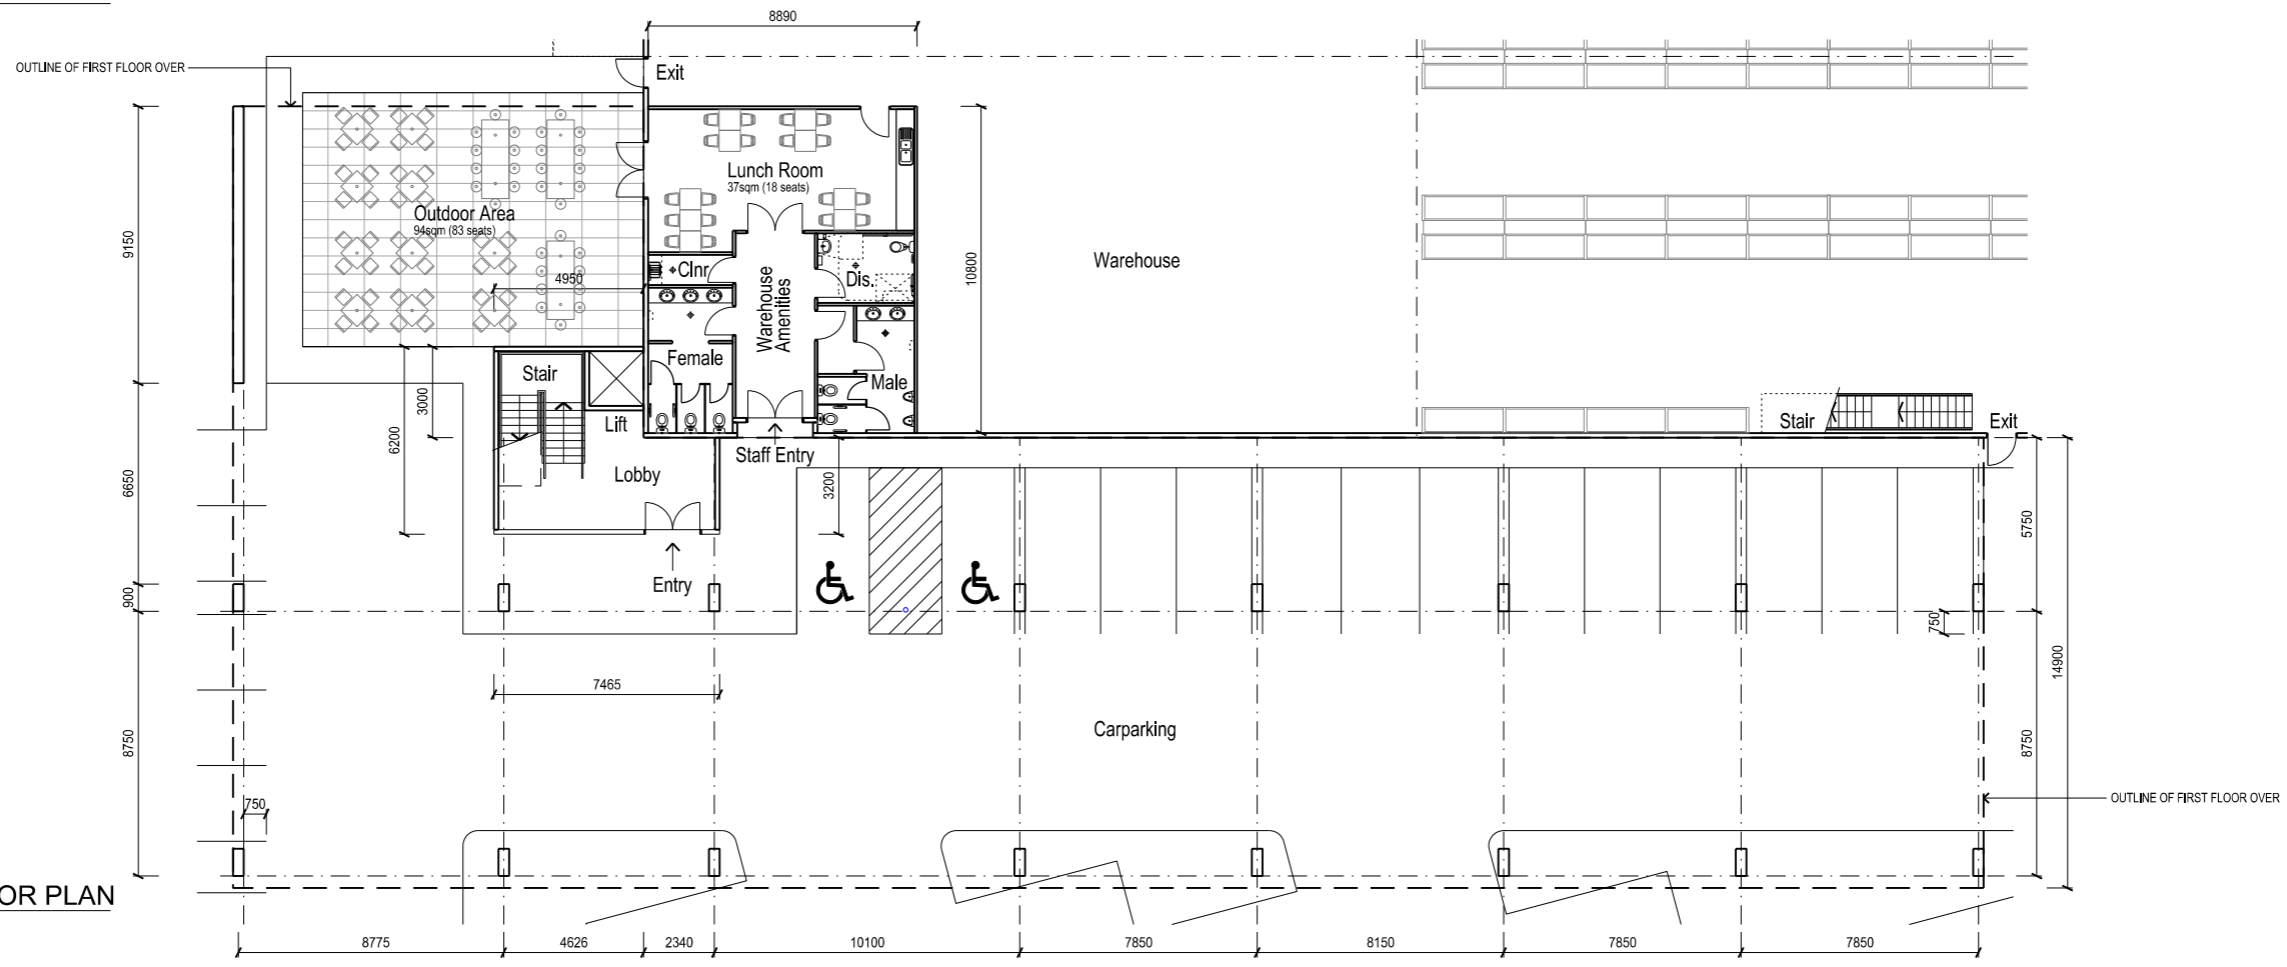 8890
OUTLINE OF FIRST FLOOR OVER
Exit
Lunch Room
37sqm (18 seats)
Outdoor Area
94sqm (83 seats)
9150
4950
Clnr
Dis.
Warehouse
Amenities
10800
Warehouse
Female
Male
Stair
Lift
Lobby
3000
6200
Staff Entry
3200
Stair
Exit
6650
900
Entry
5750
750
14900
7465
8750
Carparking
8750
750
OUTLINE OF FIRST FLOOR OVER
OR PLAN
8775
4626
2340
10100
7850
8150
7850
7850